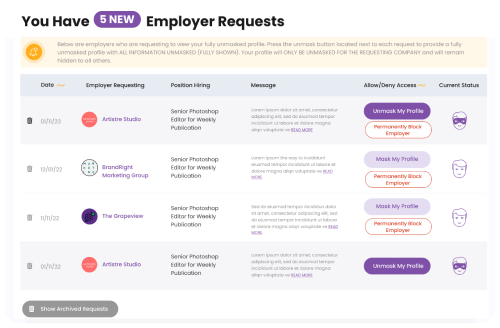 You Have 5 NEW Employer Requests
Below are employers who are requesting to view your fully unmasked profile. Press the unmask button located next to each request to provide a fully
unmasked profile with ALL INFORMATION UNMASKED (FULLY SHOWN). Your profile will ONLY BE UNMASKED FOR THE REQUESTING COMPANY and will remain
hidden to all others.
Date Employer Requesting Position Hiring Message Allow/Deny Access Current Status
01/11/23 Artistre Studio
Senior Photoshop
Editor for Weekly
Publication
Lorem ipsum dolor sit amet, consectetur
adipiscing elit, sed do eiusmod tempor
incididunt ut labore et dolore magna
aliqn voluptate ve READ MORE
Unmask My Profile
Permanently Block
Employer
12/01/22 BrandRight
Marketing Group
Senior Photoshop
Editor for Weekly
Publication
Lorem ipsum the way to incididunt
eiusmod tempor incididunt ut labore et
dolore magna aliqn voluptate ve READ
MORE
Mask My Profile
Permanently Block
Employer
11/11/22 The Grapeview
Senior Photoshop
Editor for Weekly
Publication
Sed do eiusmod tempor incididunt dolor
sit amet, consectetur adipiscing elit, sed
do eiusmod tempor incididunt ut labore et
dolore magna aliqn voluptate ve READ
MORE
Mask My Profile
Permanently Block
Employer
01/11/22 Artistre Studio
Senior Photoshop
Editor for Weekly
Publication
Lorem ipsum dolor sit amet, consectetur
adipiscing elit, sed do eiusmod tempor
incididunt ut labore et dolore magna
aliqn voluptate ve READ MORE
Unmask My Profile
Show Archived Requests